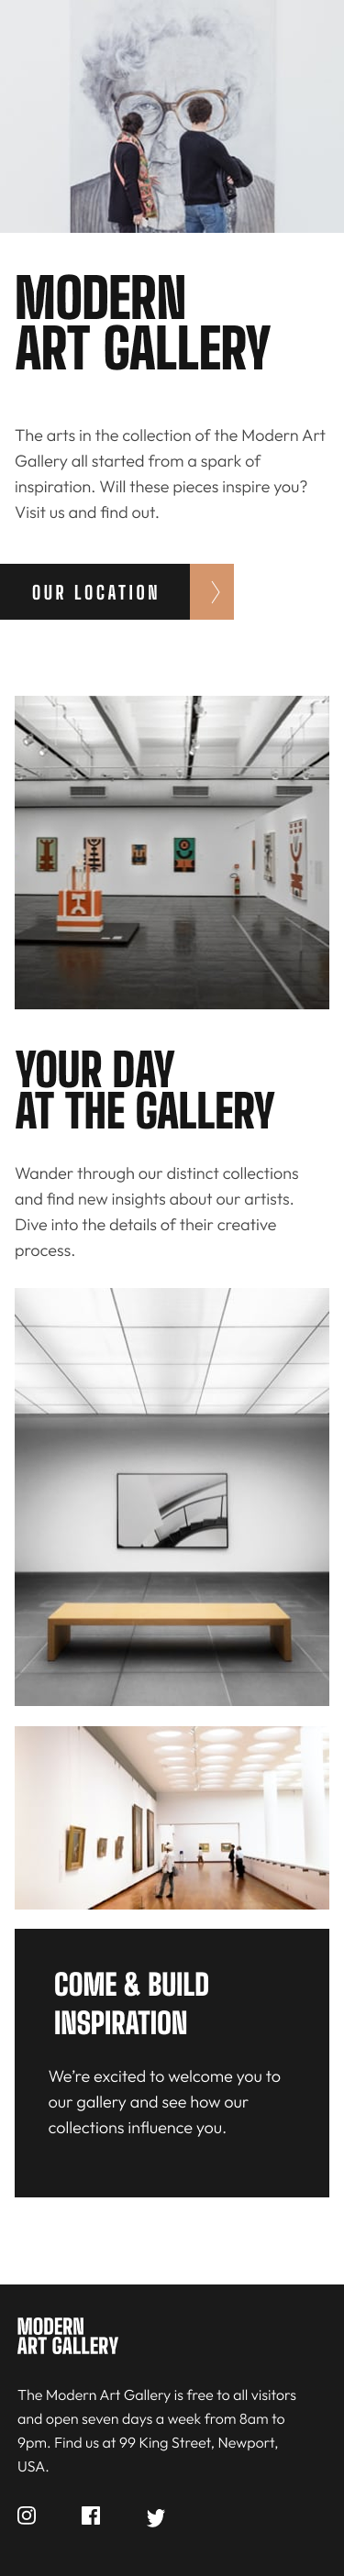 MODERN
ART GALLERY
The arts in the collection of the Modern Art
Gallery all started from a spark of
inspiration. Will these pieces inspire you?
Visit us and find out.
OUR LOCATION
YOUR DAY
AT THE GALLERY
Wander through our distinct collections
and find new insights about our artists.
Dive into the details of their creative
process.
COME & BUILD
INSPIRATION
We’re excited to welcome you to
our gallery and see how our
collections influence you.
MODERN
ART GALLERY
The Modern Art Gallery is free to all visitors
and open seven days a week from 8am to
9pm. Find us at 99 King Street, Newport,
USA.